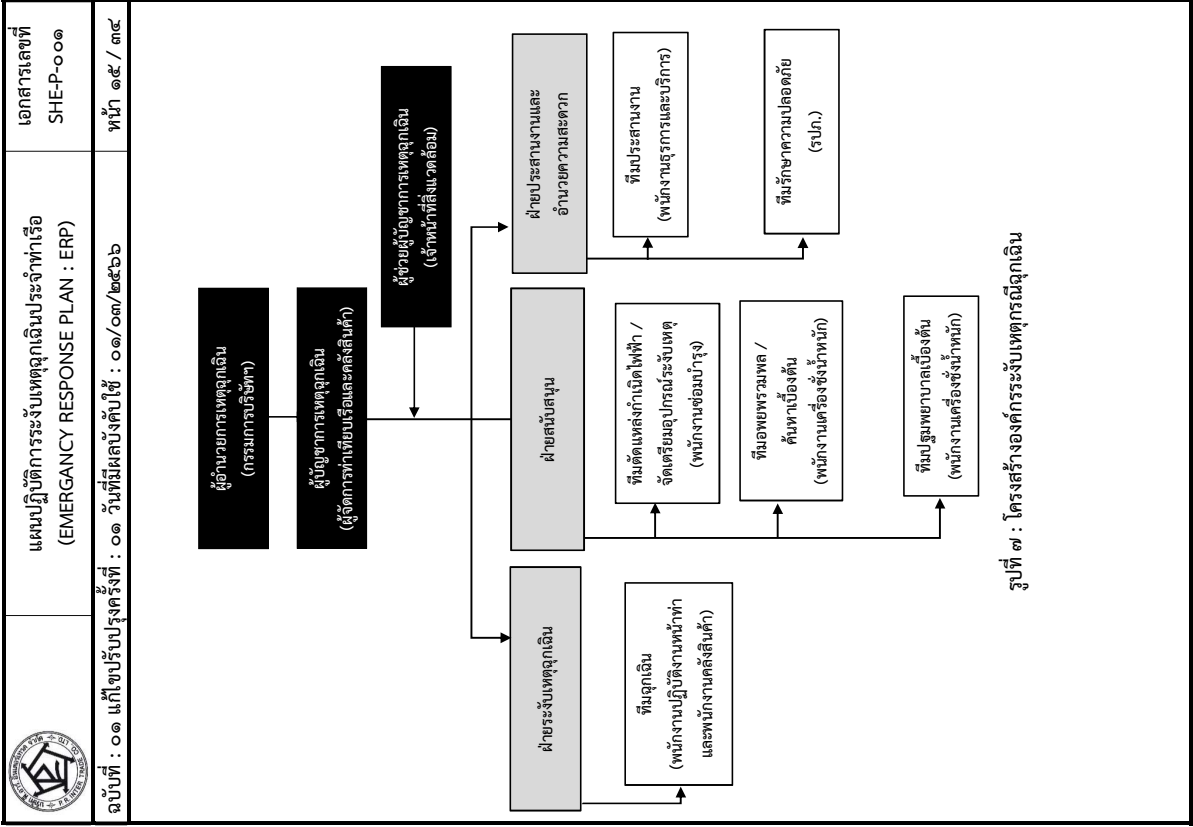 แผนปฏิบัติการระงับเหตุฉุกเฉินประจำท่าเรือ
(EMERGANCY RESPONSE PLAN : ERP)
เอกสารเลขที่
SHE-P-๐๐๑
ฉบับที่ : ๐๑ แก้ไขปรับปรุงครั้งที่ : ๐๑ วันที่มีผลบังคับใช้ : ๐๑/๐๓/๒๕๖๖
หน้า ๑๕ / ๓๔
ผู้อำนวยการเหตุฉุกเฉิน
(กรรมการบริษัทฯ)
ผู้บัญชาการเหตุฉุกเฉิน
(ผู้จัดการท่าเทียบเรือและคลังสินค้า)
ผู้ช่วยผู้บัญชาการเหตุฉุกเฉิน
(เจ้าหน้าที่สิ่งแวดล้อม)
ฝ่ายระงับเหตุฉุกเฉิน
ทีมฉุกเฉิน
(พนักงานปฏิบัติงานหน้าท่า
และพนักงานคลังสินค้า)
ฝ่ายสนับสนุน
ทีมตัดแหล่งกำเนิดไฟฟ้า /
จัดเตรียมอุปกรณ์ระงับเหตุ
(พนักงานซ่อมบำรุง)
ทีมอพยพรวมพล /
ค้นหาเบื้องต้น
(พนักงานเครื่องชั่งน้ำหนัก)
ทีมปฐมพยาบาลเบื้องต้น
(พนักงานเครื่องชั่งน้ำหนัก)
ฝ่ายประสานงานและ
อำนวยความสะดวก
ทีมประสานงาน
(พนักงานธุรการและบริการ)
ทีมรักษาความปลอดภัย
(รปภ.)
รูปที่ ๗ : โครงสร้างองค์กรระงับเหตุกรณีฉุกเฉิน